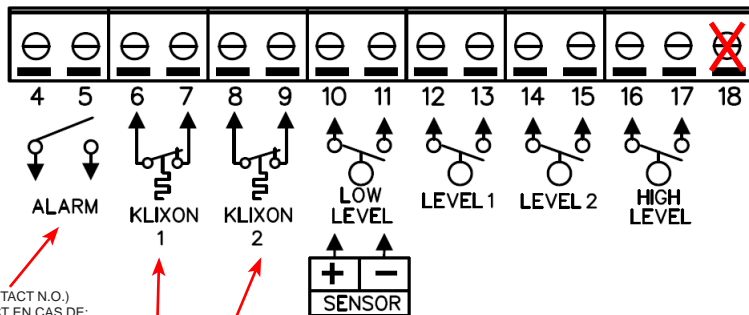 4 5 6 7 8 9 10 11 12 13 14 15 16 17 18
ALARM
KLIXON
1
KLIXON
2
LOW
LEVEL
LEVEL 1
LEVEL 2
HIGH
LEVEL
+ −
SENSOR
TACT N.O.)
CT EN CAS DE: